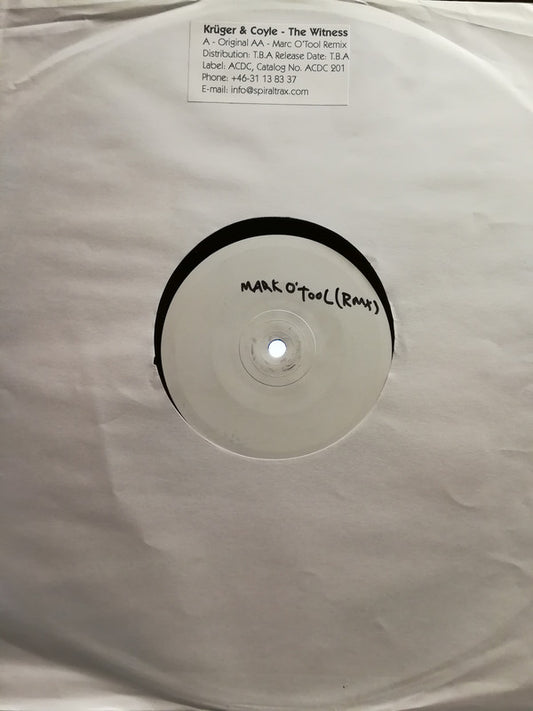 Krüger & Coyle - The Witness
A - Original AA - Marc O'Tool Remix
Distribution: T.B.A Release Date: T.B.A
Label: ACDC, Catalog No. ACDC 201
Phone: +46-31 13 83 37
E-mail: info@spiraltrax.com
MARK O'TOOL (RMX)